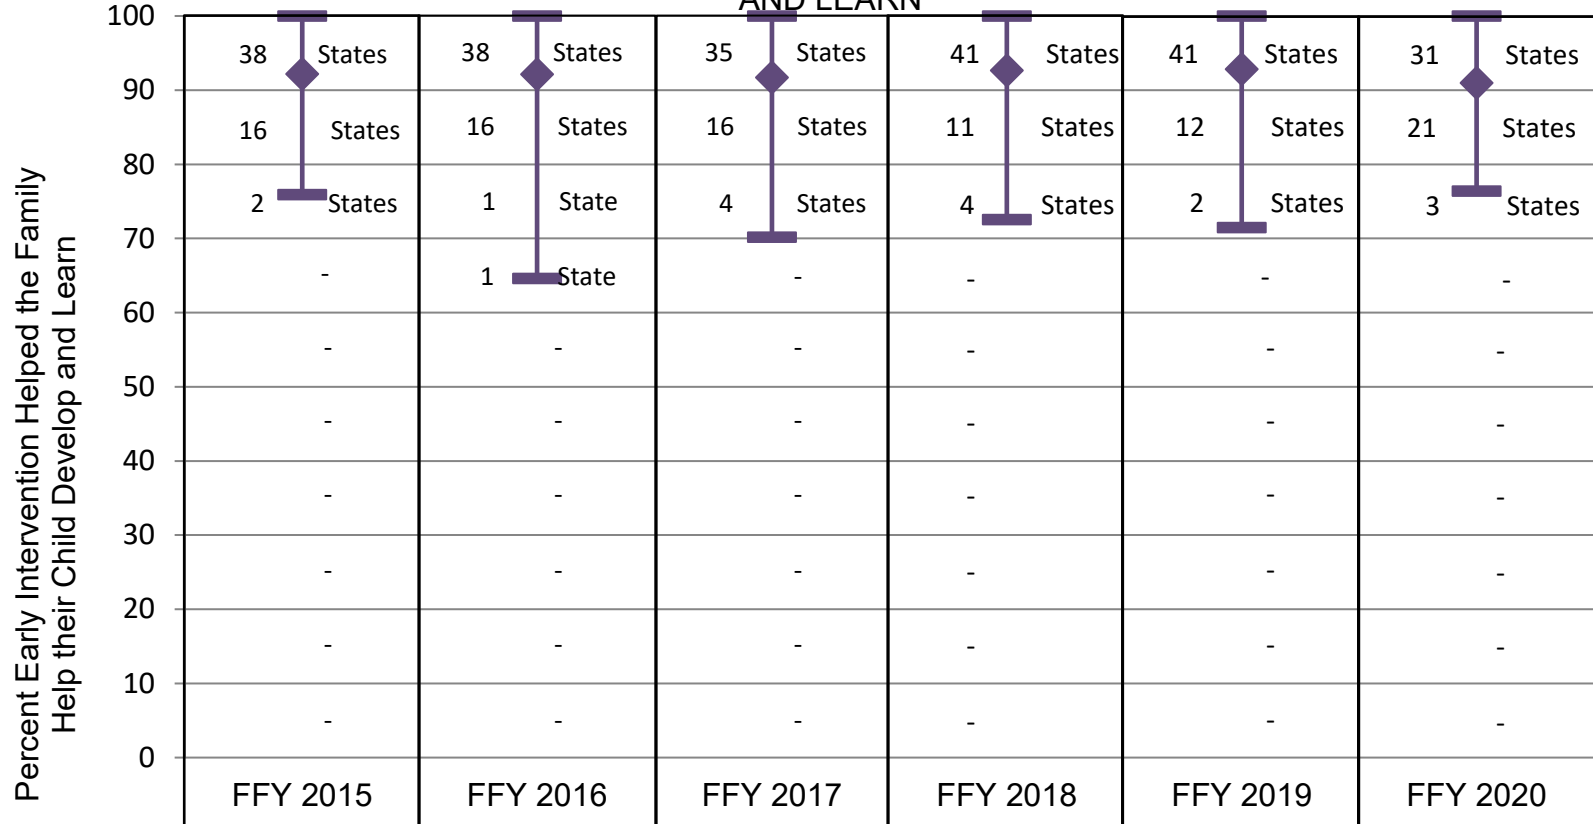 AND LEARN
Percent Early Intervention Helped the Family
Help their Child Develop and Learn
100
38 States 38 States 35 States 41 States 41 States 31 States
90
16 States 16 States 16 States 11 States 12 States 21 States
80
2 States 1 State 4 States 4 States 2 States 3 States
70
- 1 State - - - -
60
- - - - - -
50
- - - - - -
40
- - - - - -
30
- - - - - -
20
- - - - - -
10
- - - - - -
0
FFY 2015 FFY 2016 FFY 2017 FFY 2018 FFY 2019 FFY 2020